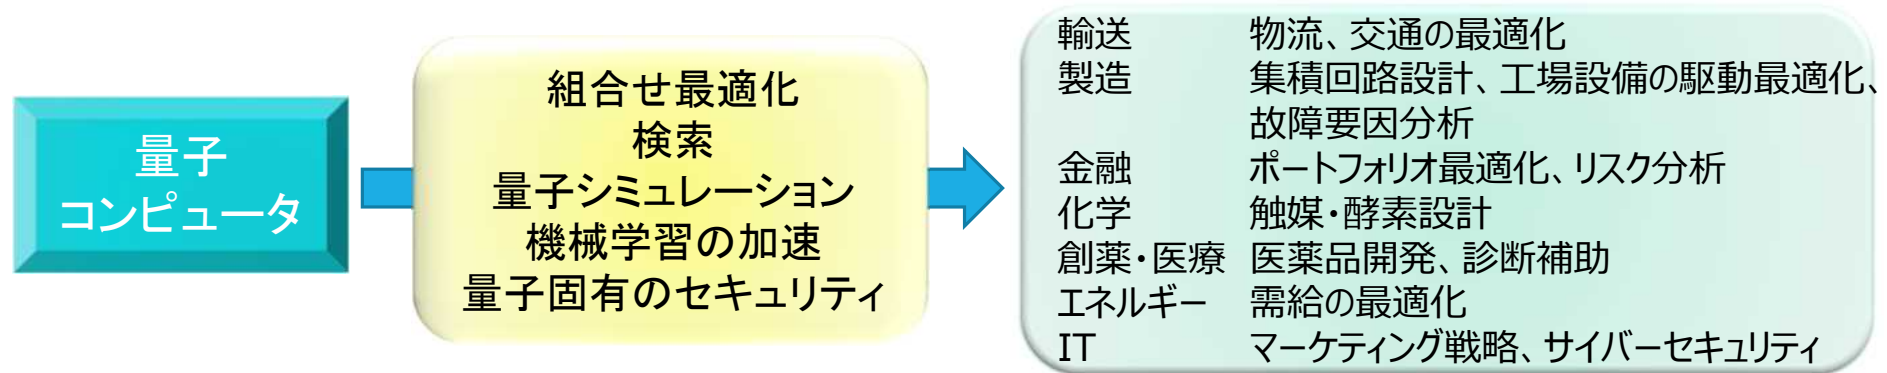 量子
コンピュータ
組合せ最適化
検索
量子シミュレーション
機械学習の加速
量子固有のセキュリティ
輸送 物流、交通の最適化
製造 集積回路設計、工場設備の駆動最適化、
故障要因分析
金融 ポートフォリオ最適化、リスク分析
化学 触媒・酵素設計
創薬・医療 医薬品開発、診断補助
エネルギー 需給の最適化
IT マーケティング戦略、サイバーセキュリティ